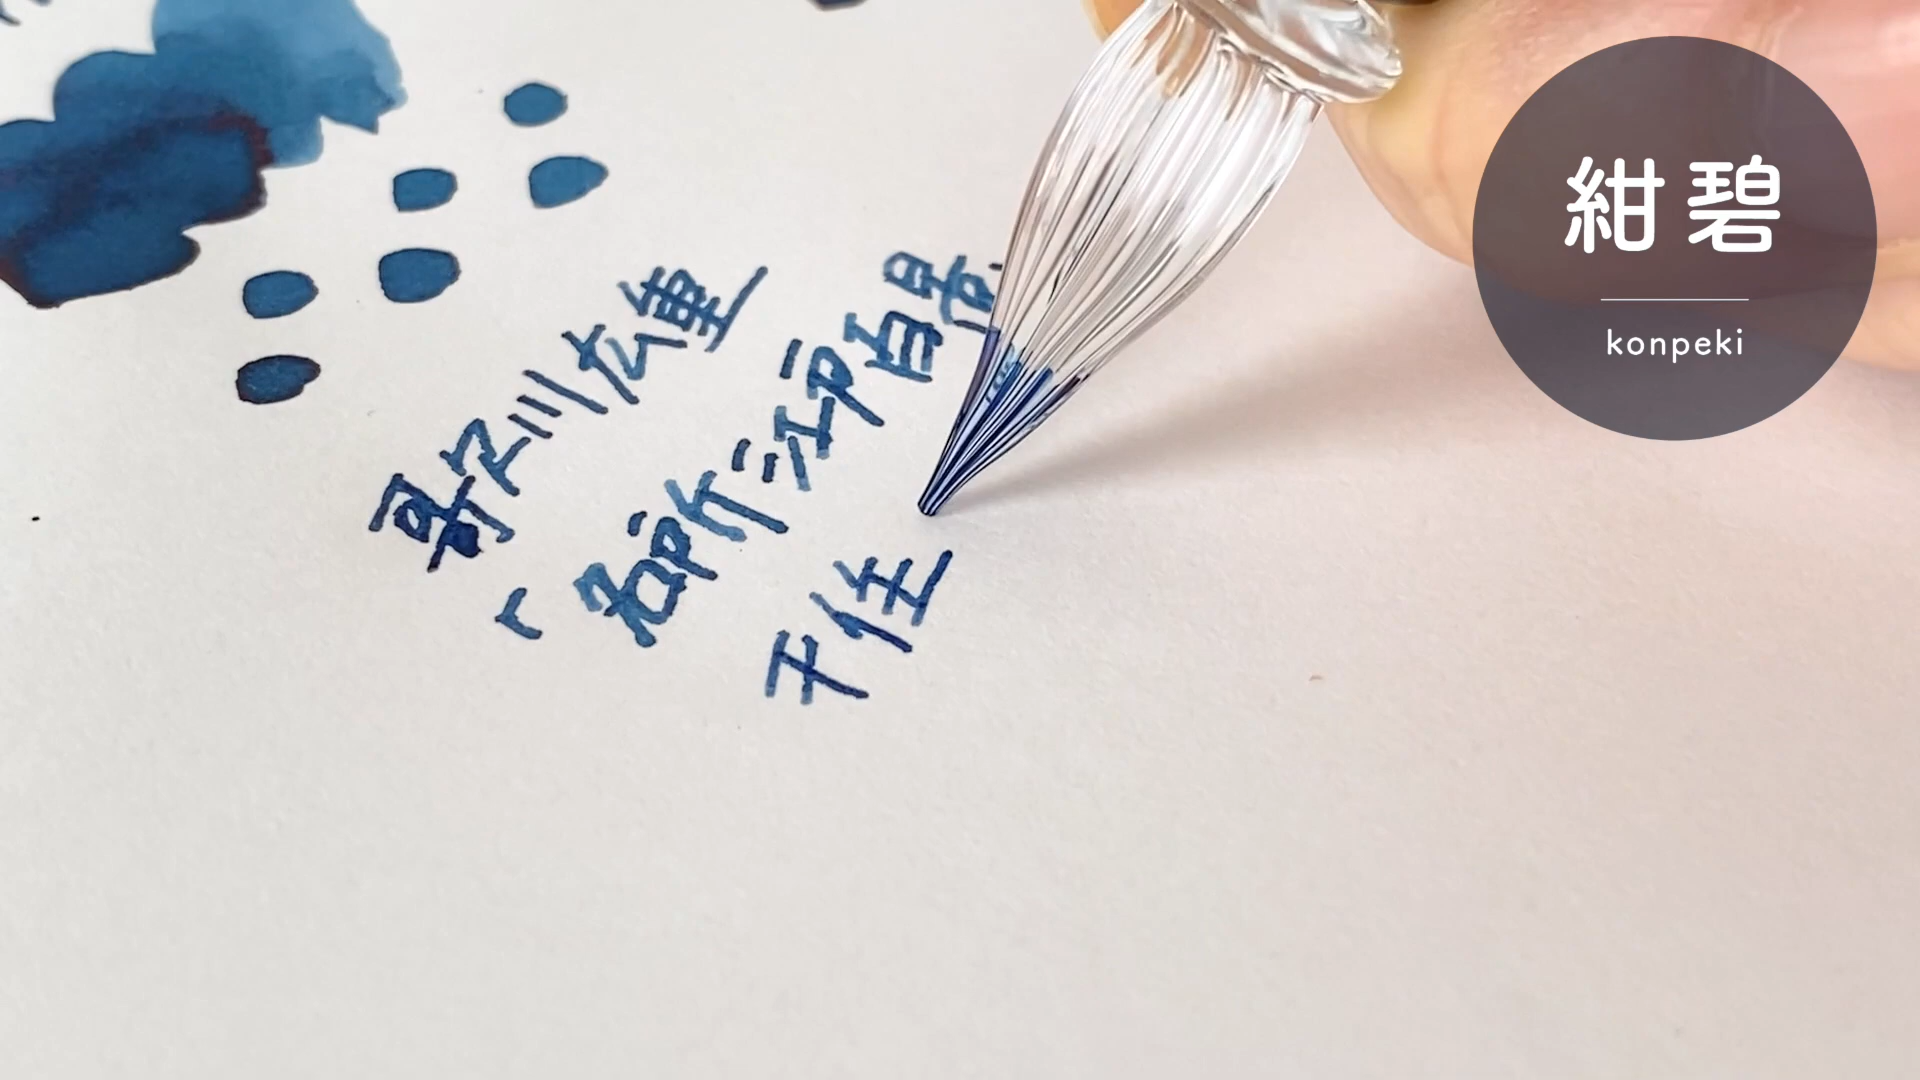 紺碧
konpeki
歌川広重
「名所江戸百景
千住